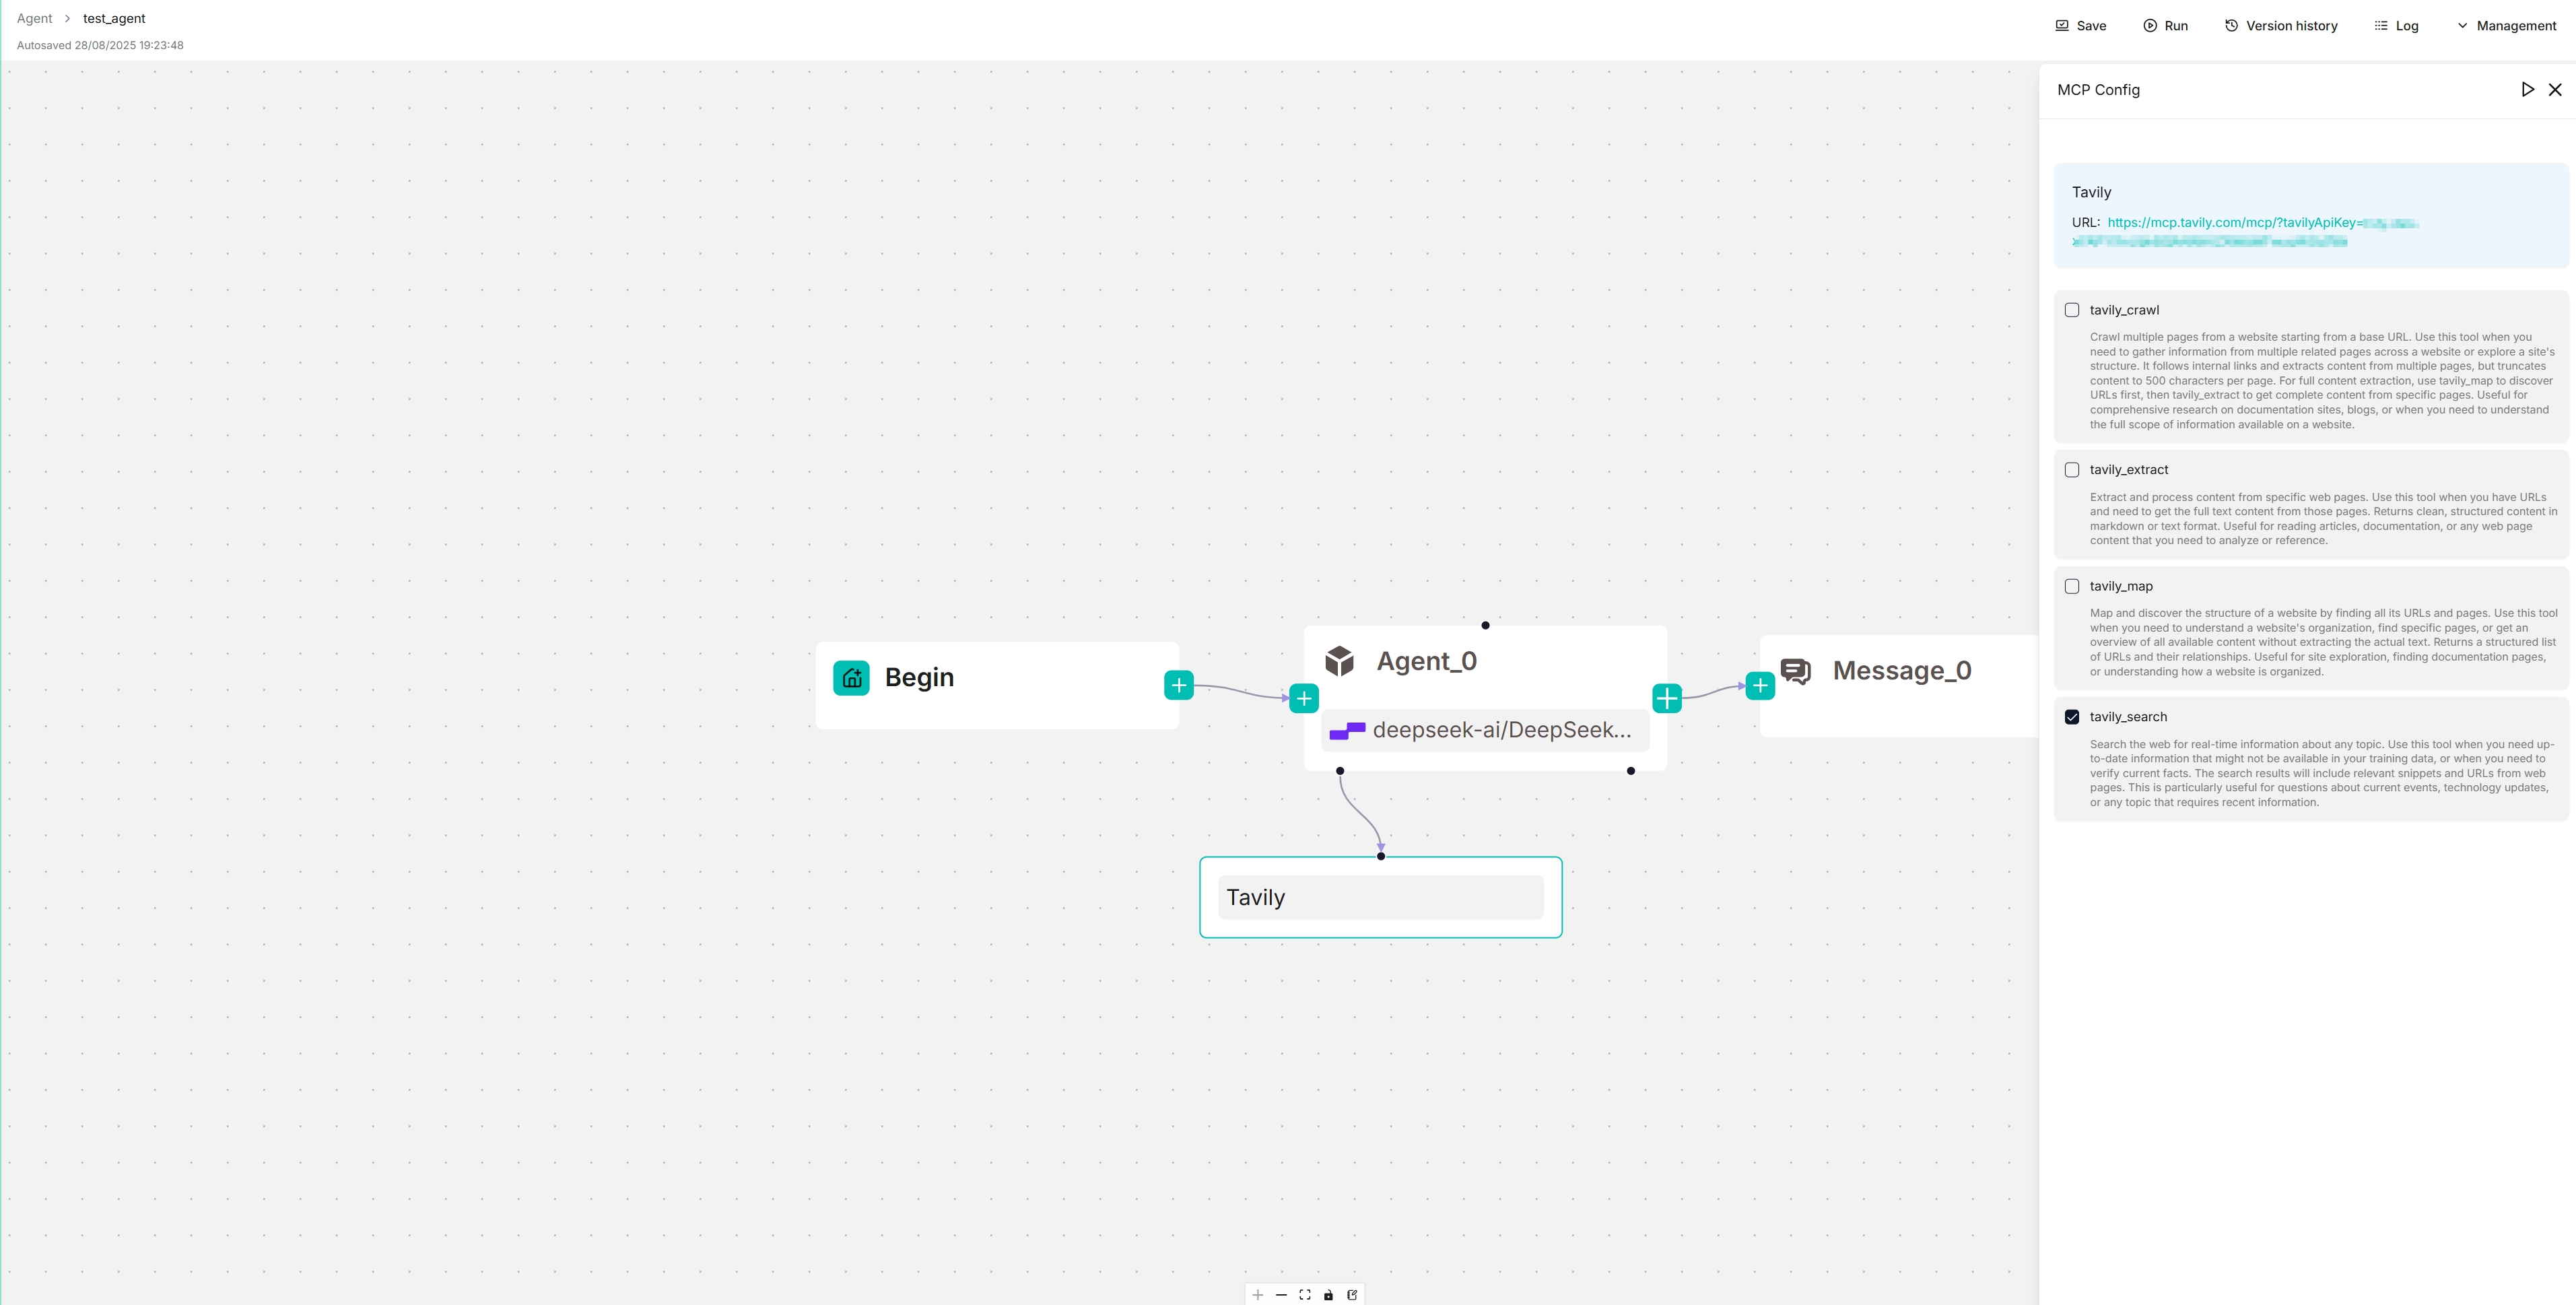 Agent > test_agent
Autosaved 28/08/2025 19:23:48
Save
Run
Version history
Log
Management
Begin
Agent_0
deepseek-ai/DeepSeek...
Message_0
Tavily
MCP Config
Tavily
URL: https://mcp.tavily.com/mcp/?tavilyApiKey=
tavily_crawl
Crawl multiple pages from a website starting from a base URL. Use this tool when you
need to gather information from multiple related pages across a website or explore a site's
structure. It follows internal links and extracts content from multiple pages, but truncates
content to 500 characters per page. For full content extraction, use tavily_map to discover
URLs first, then tavily_extract to get complete content from specific pages. Useful for
comprehensive research on documentation sites, blogs, or when you need to understand
the full scope of information available on a website.
tavily_extract
Extract and process content from specific web pages. Use this tool when you have URLs
and need to get the full text content from those pages. Returns clean, structured content in
markdown or text format. Useful for reading articles, documentation, or any web page
content that you need to analyze or reference.
tavily_map
Map and discover the structure of a website by finding all its URLs and pages. Use this tool
when you need to understand a website's organization, find specific pages, or get an
overview of all available content without extracting the actual text. Returns a structured list
of URLs and their relationships. Useful for site exploration, finding documentation pages,
or understanding how a website is organized.
tavily_search
Search the web for real-time information about any topic. Use this tool when you need up-
to-date information that might not be available in your training data, or when you need to
verify current facts. The search results will include relevant snippets and URLs from web
pages. This is particularly useful for questions about current events, technology updates,
or any topic that requires recent information.